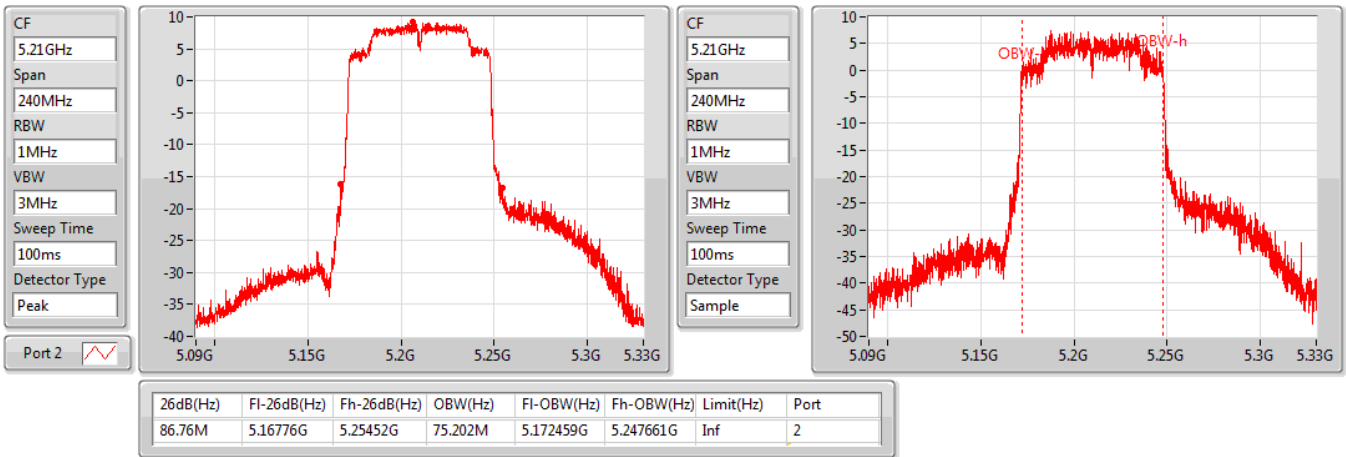 CF
5.21GHz
Span
240MHz
RBW
1MHz
VBW
3MHz
Sweep Time
100ms
Detector Type
Peak
Port 2
10
5
0
-5
-10
-15
-20
-25
-30
-35
-40
5.09G 5.15G 5.2G 5.25G 5.3G 5.33G
CF
5.21GHz
Span
240MHz
RBW
1MHz
VBW
3MHz
Sweep Time
100ms
Detector Type
Sample
10
5
0
-5
-10
-15
-20
-25
-30
-35
-40
-45
-50
OBW- OBW-h
5.09G 5.15G 5.2G 5.25G 5.3G 5.33G
26dB(Hz) Fl-26dB(Hz) Fh-26dB(Hz) OBW(Hz) Fl-OBW(Hz) Fh-OBW(Hz) Limit(Hz) Port
86.76M 5.16776G 5.25452G 75.202M 5.172459G 5.247661G Inf 2